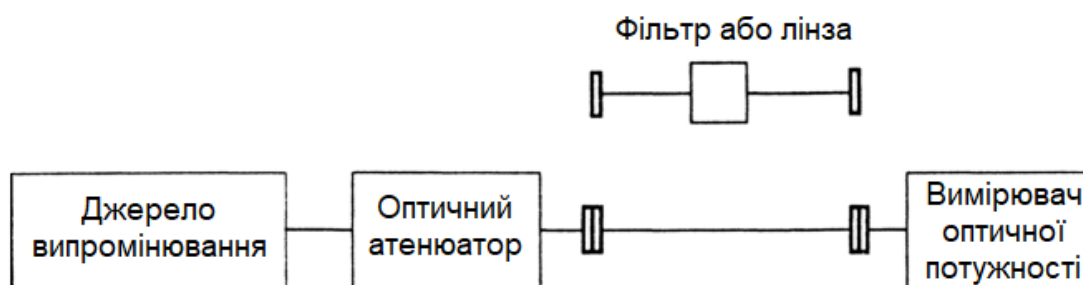 Фільтр або лінза
Джерело
випромінювання
Оптичний
атенюатор
Вимірювач
оптичної
потужності